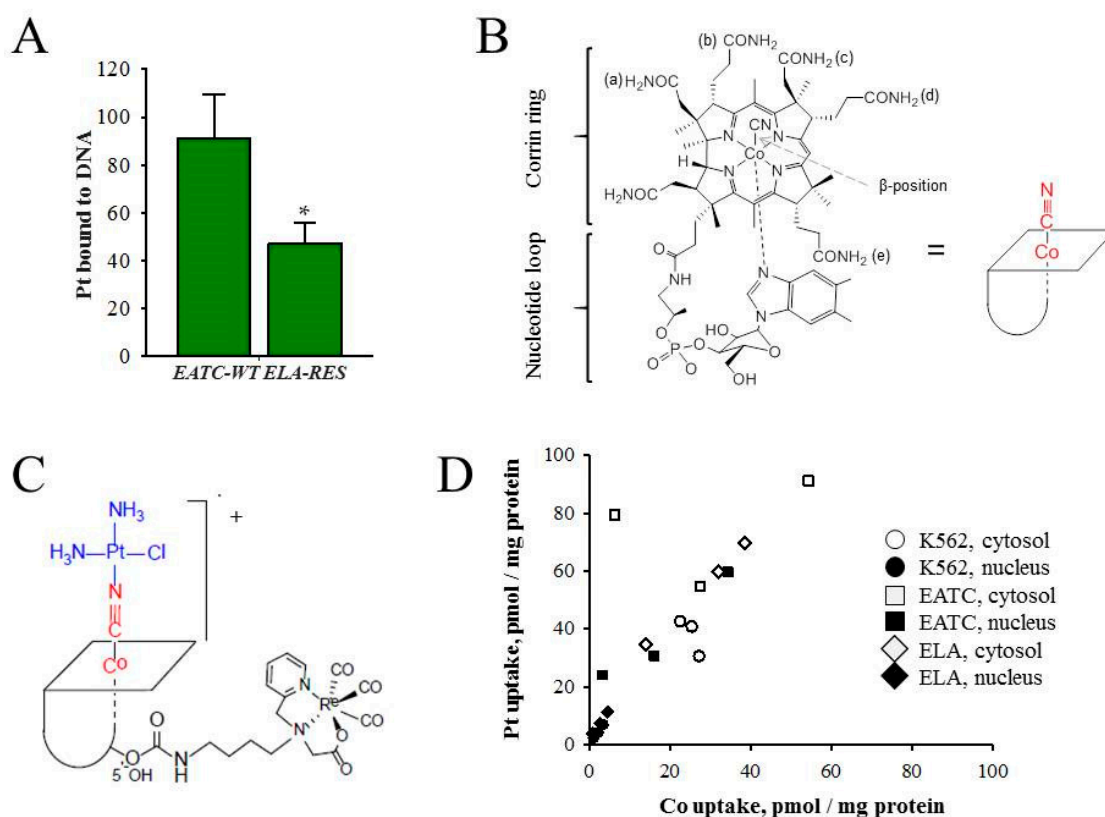 A
120
100
80
60
40
20
0
Pt bound to DNA
*
EATC-WT ELA-RES
B
Corrin ring
Nucleotide loop
(b) CONH₂
CONH₂ (c)
(a) H₂NOC
CONH₂ (d)
CN
N
N
Co
N
N
H
β-position
H₂NOC
CONH₂ (e)
O
NH
N
N
O
HO
O
P
O
O
O
OH
=
N
C
Co
C
NH₃
H₃N
Pt
Cl
+
N
C
Co
5'-OH
O
O
N
H
N
N
Re
CO
CO
CO
O
O
D
Pt uptake, pmol / mg protein
100
80
60
40
20
0
0 20 40 60 80 100
Co uptake, pmol / mg protein
K562, cytosol
K562, nucleus
EATC, cytosol
EATC, nucleus
ELA, cytosol
ELA, nucleus